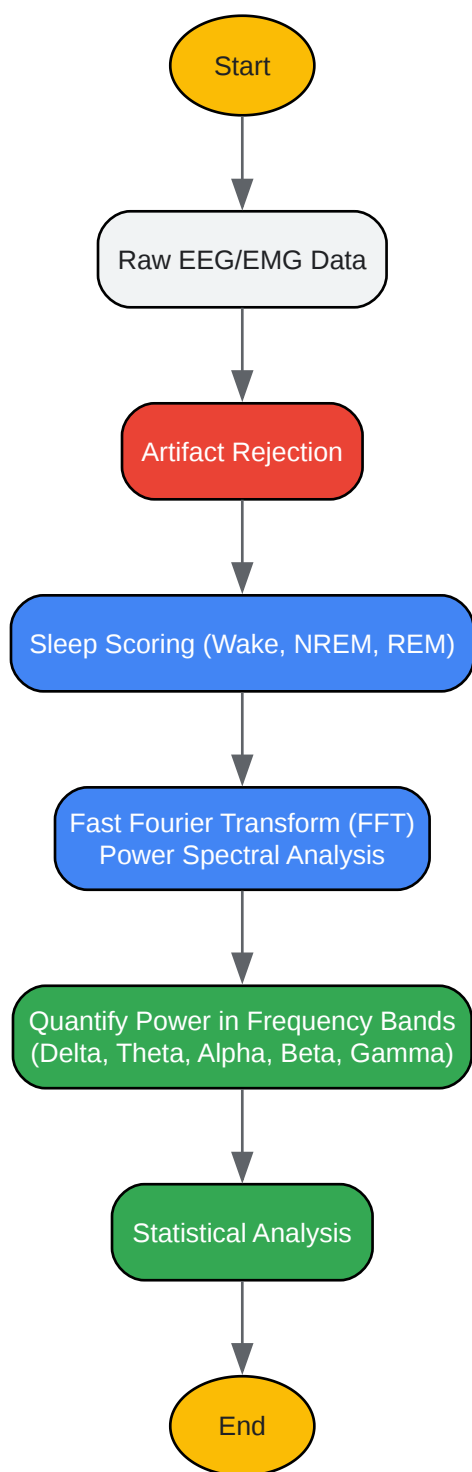 Start
Raw EEG/EMG Data
Artifact Rejection
Sleep Scoring (Wake, NREM, REM)
Fast Fourier Transform (FFT)
Power Spectral Analysis
Quantify Power in Frequency Bands
(Delta, Theta, Alpha, Beta, Gamma)
Statistical Analysis
End